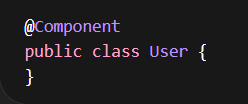 @Component
public class User {
}